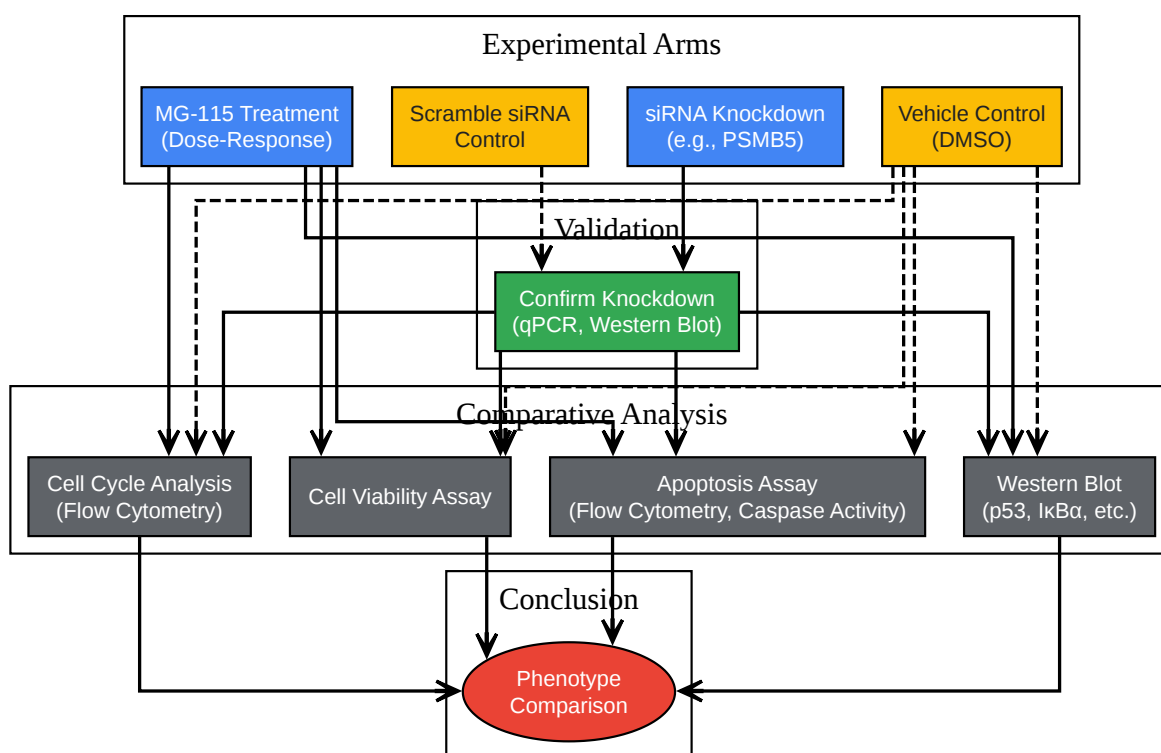 Experimental Arms
MG-115 Treatment
(Dose-Response)
Scramble siRNA
Control
siRNA Knockdown
(e.g., PSMB5)
Vehicle Control
(DMSO)
Validation
Confirm Knockdown
(qPCR, Western Blot)
Comparative Analysis
Cell Cycle Analysis
(Flow Cytometry)
Cell Viability Assay
Apoptosis Assay
(Flow Cytometry, Caspase Activity)
Western Blot
(p53, IκBα, etc.)
Conclusion
Phenotype
Comparison